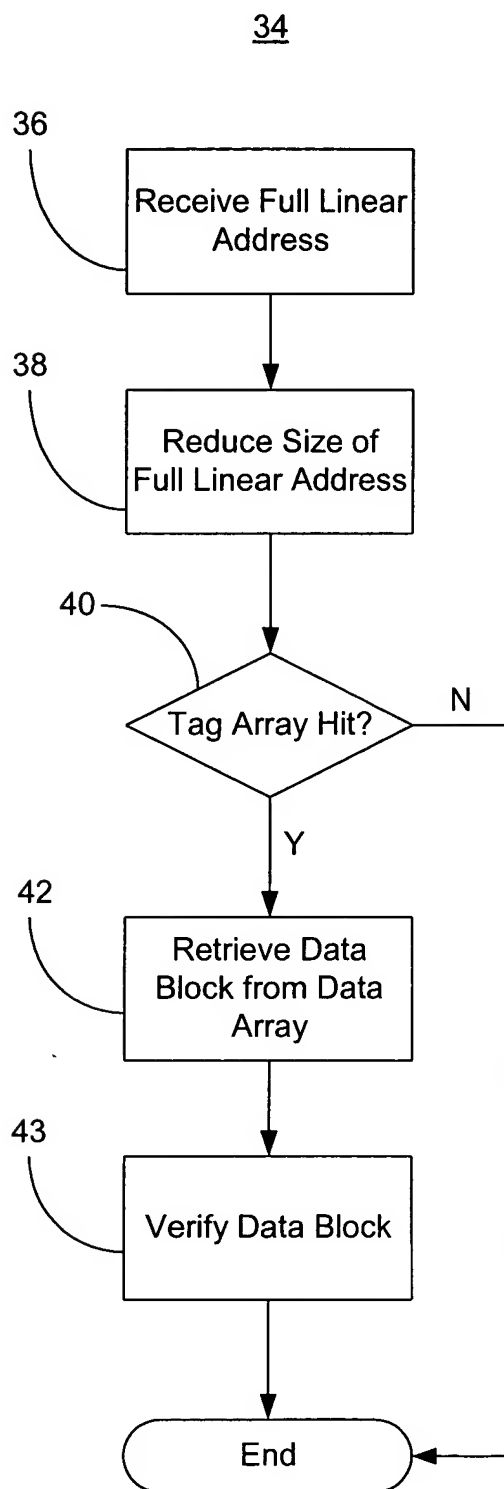 34
36
Receive Full Linear
Address
38
Reduce Size of
Full Linear Address
40
Tag Array Hit?
N
Y
42
Retrieve Data
Block from Data
Array
43
Verify Data Block
End